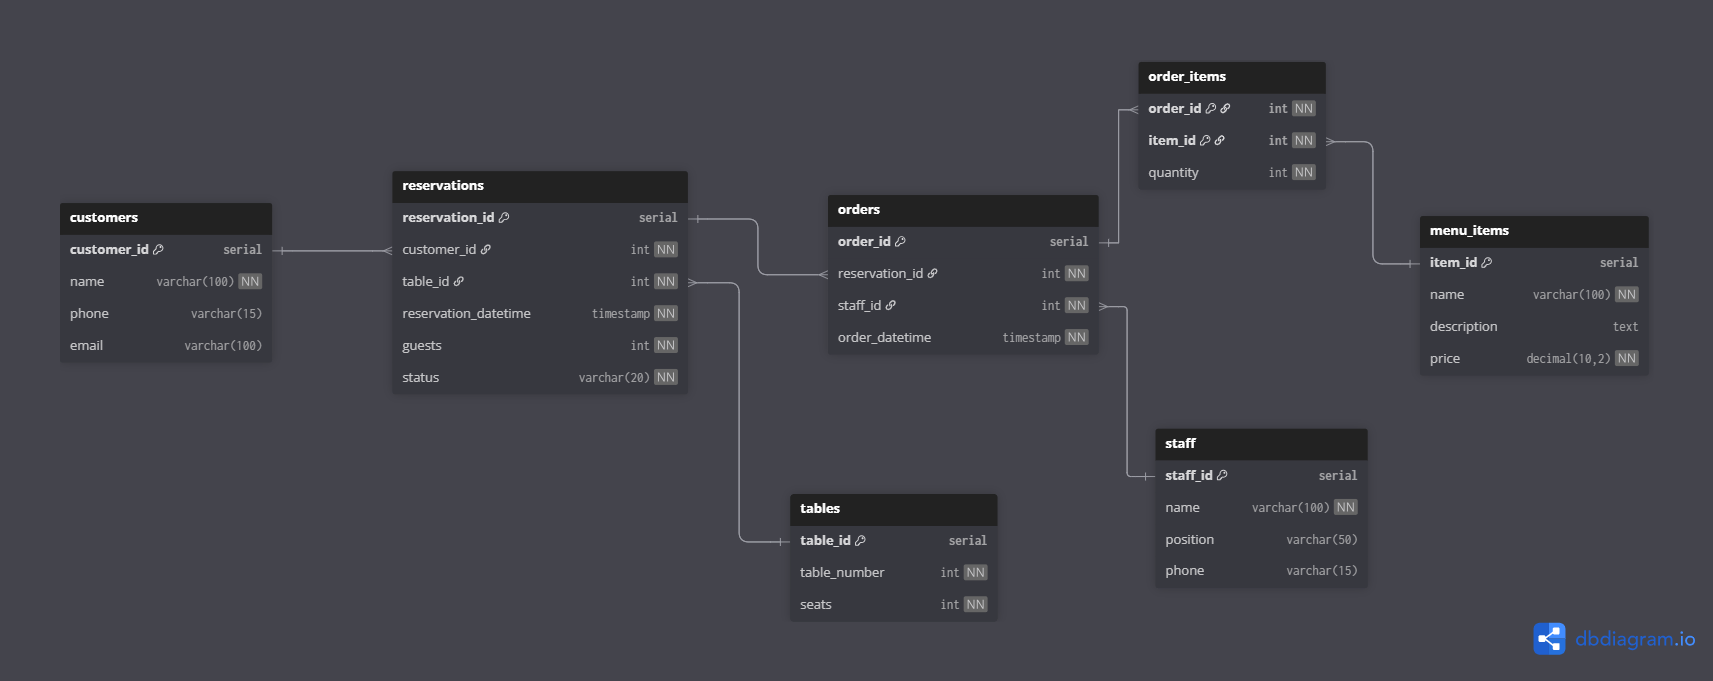 customers
customer_id serial
name varchar(100) NN
phone varchar(15)
email varchar(100)
reservations
reservation_id serial
customer_id int NN
table_id int NN
reservation_datetime timestamp NN
guests int NN
status varchar(20) NN
orders
order_id serial
reservation_id int NN
staff_id int NN
order_datetime timestamp NN
order_items
order_id int NN
item_id int NN
quantity int NN
menu_items
item_id serial
name varchar(100) NN
description text
price decimal(10,2) NN
tables
table_id serial
table_number int NN
seats int NN
staff
staff_id serial
name varchar(100) NN
position varchar(50)
phone varchar(15)
dbdiagram.io